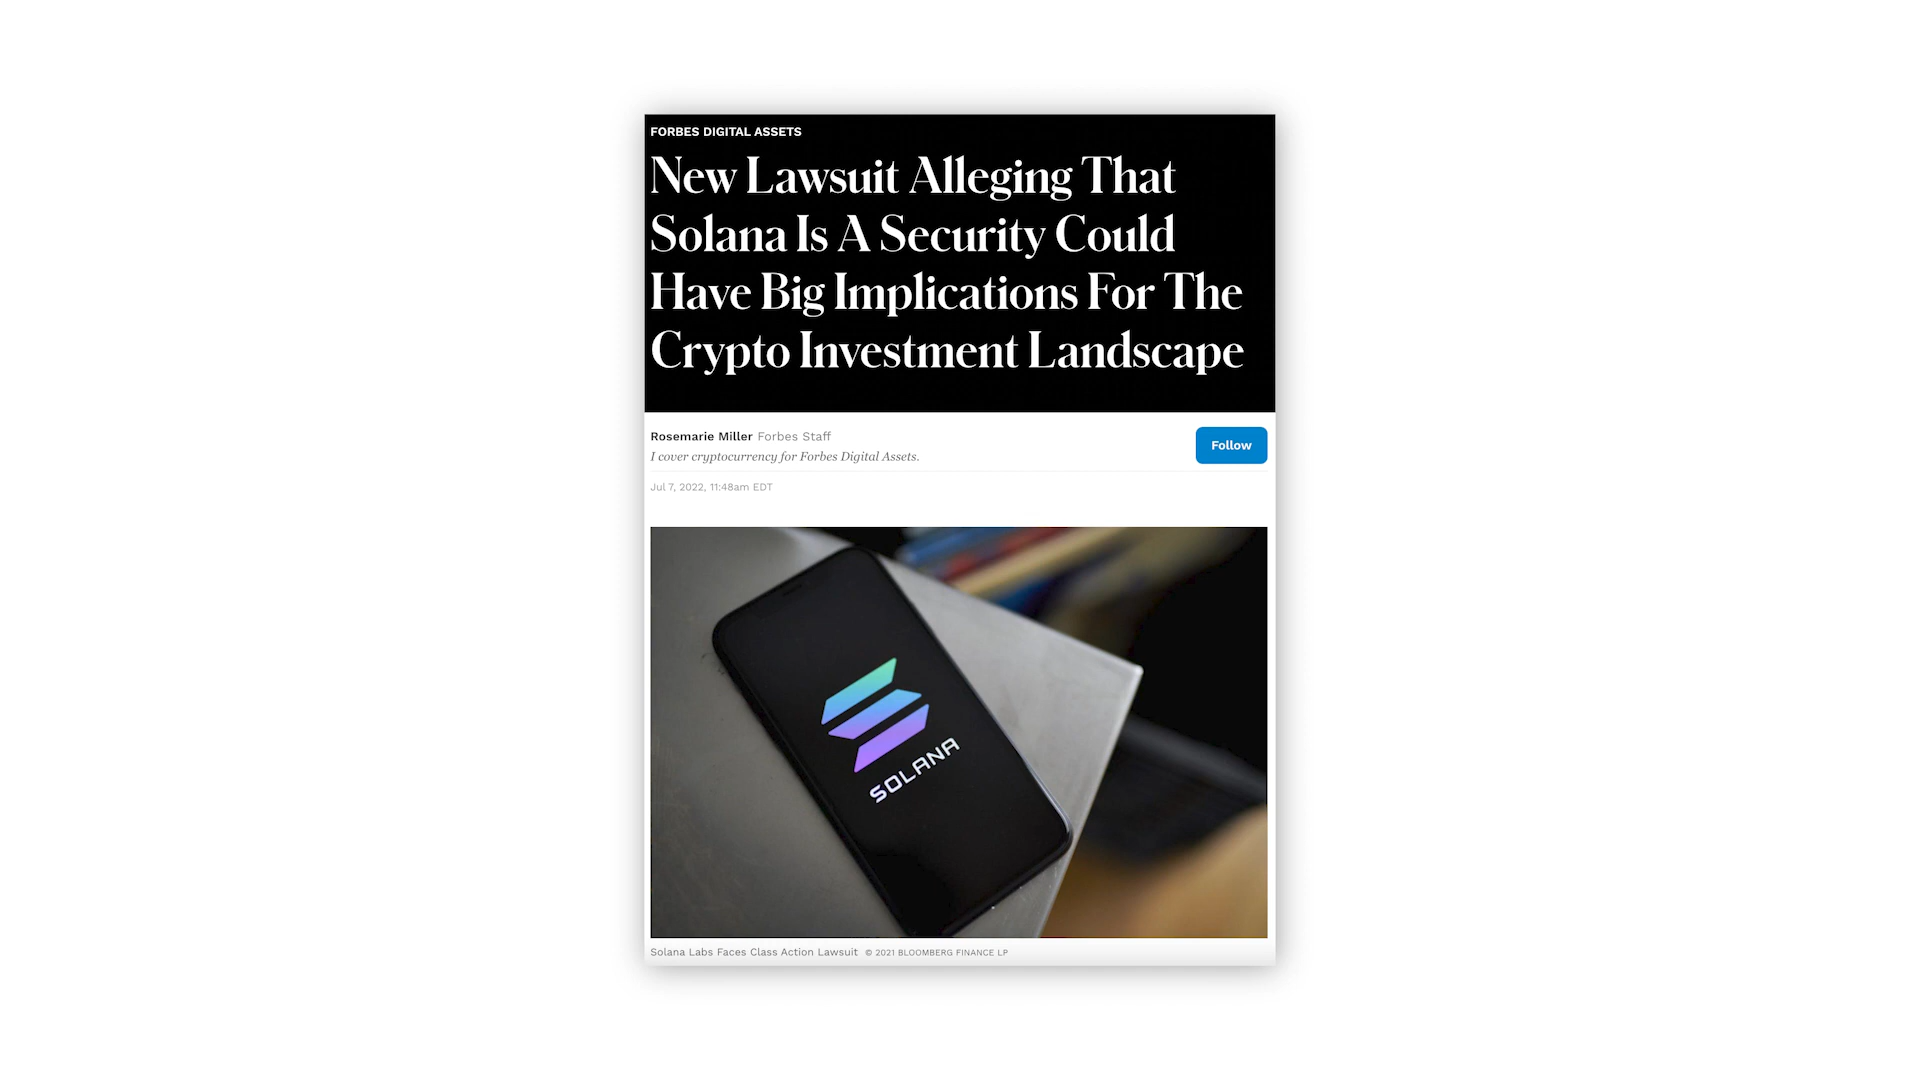 FORBES DIGITAL ASSETS
New Lawsuit Alleging That
Solana Is A Security Could
Have Big Implications For The
Crypto Investment Landscape
Rosemarie Miller Forbes Staff
Follow
I cover cryptocurrency for Forbes Digital Assets.
Jul 7, 2022, 11:48am EDT
SOLANA
Solana Labs Faces Class Action Lawsuit © 2021 BLOOMBERG FINANCE LP